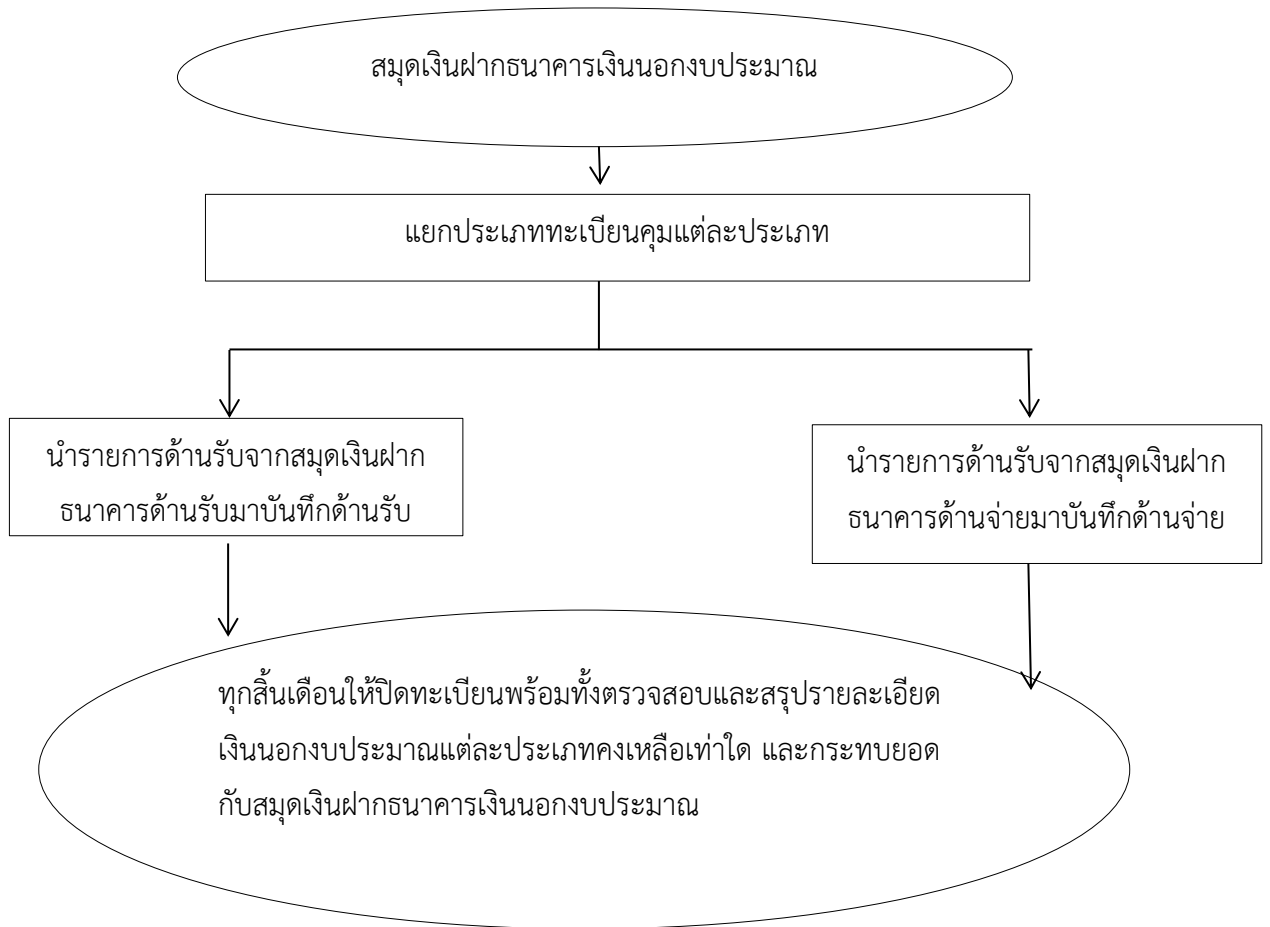 สมุดเงินฝากธนาคารเงินนอกงบประมาณ
แยกประเภททะเบียนคุมแต่ละประเภท
นำรายการด้านรับจากสมุดเงินฝาก
ธนาคารด้านรับมาบันทึกด้านรับ
นำรายการด้านรับจากสมุดเงินฝาก
ธนาคารด้านจ่ายมาบันทึกด้านจ่าย
ทุกสิ้นเดือนให้ปิดทะเบียนพร้อมทั้งตรวจสอบและสรุปรายละเอียด
เงินนอกงบประมาณแต่ละประเภทคงเหลือเท่าใด และกระทบยอด
กับสมุดเงินฝากธนาคารเงินนอกงบประมาณ